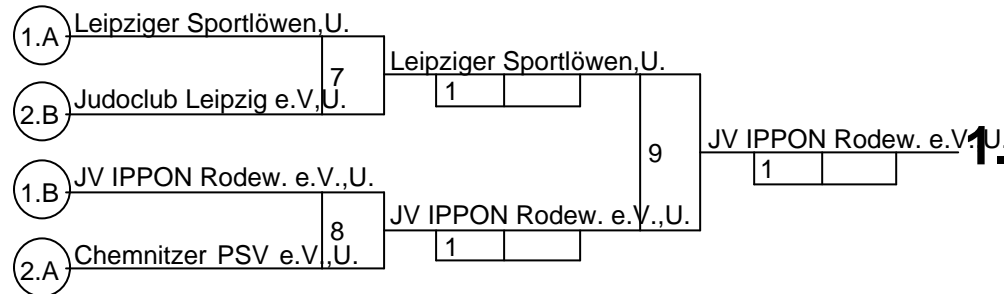 1.A Leipziger Sportlöwen,U.
7
Leipziger Sportlöwen,U.
1
2.B Judoclub Leipzig e.V,U.
9
JV IPPON Rodew. e.V.,U. 1.
1
1.B JV IPPON Rodew. e.V.,U.
8
JV IPPON Rodew. e.V.,U.
1
2.A Chemnitzer PSV e.V.,U.